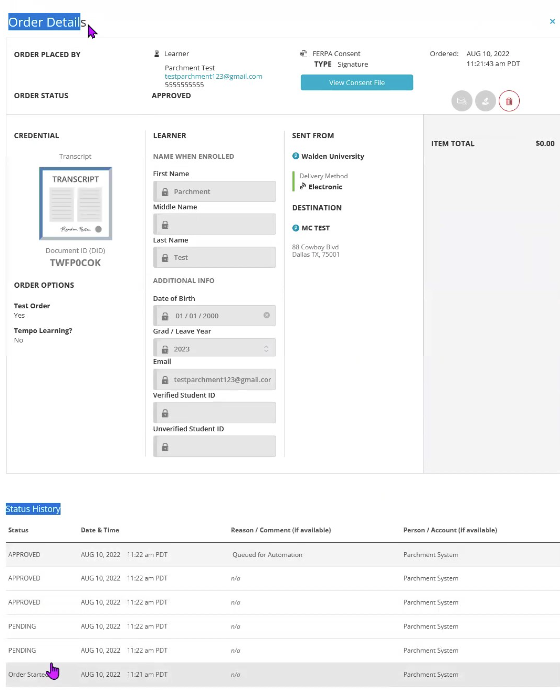 Order Details
ORDER PLACED BY
Learner
Parchment Test
testparchment123@gmail.com
5555555555
FERPA Consent
TYPE Signature
View Consent File
Ordered: AUG 10, 2022
11:21:43 am PDT
ORDER STATUS
APPROVED
CREDENTIAL
Transcript
TRANSCRIPT
Document ID (DID)
TWFP0COK
ORDER OPTIONS
Test Order
Yes
Tempo Learning?
No
LEARNER
NAME WHEN ENROLLED
First Name
Parchment
Middle Name
Last Name
Test
ADDITIONAL INFO
Date of Birth
01 / 01 / 2000
Grad / Leave Year
2023
Email
testparchment123@gmail.cor
Verified Student ID
Unverified Student ID
SENT FROM
Walden University
Delivery Method
Electronic
DESTINATION
MC TEST
88 Cowboy Blvd
Dallas TX, 75001
ITEM TOTAL $0.00
Status History
Status Date & Time Reason / Comment (if available) Person / Account (if available)
APPROVED AUG 10, 2022 11:22 am PDT Queued for Automation Parchment System
APPROVED AUG 10, 2022 11:22 am PDT n/a Parchment System
APPROVED AUG 10, 2022 11:22 am PDT n/a Parchment System
PENDING AUG 10, 2022 11:22 am PDT n/a Parchment System
PENDING AUG 10, 2022 11:22 am PDT n/a Parchment System
Order Started AUG 10, 2022 11:21 am PDT n/a Parchment System